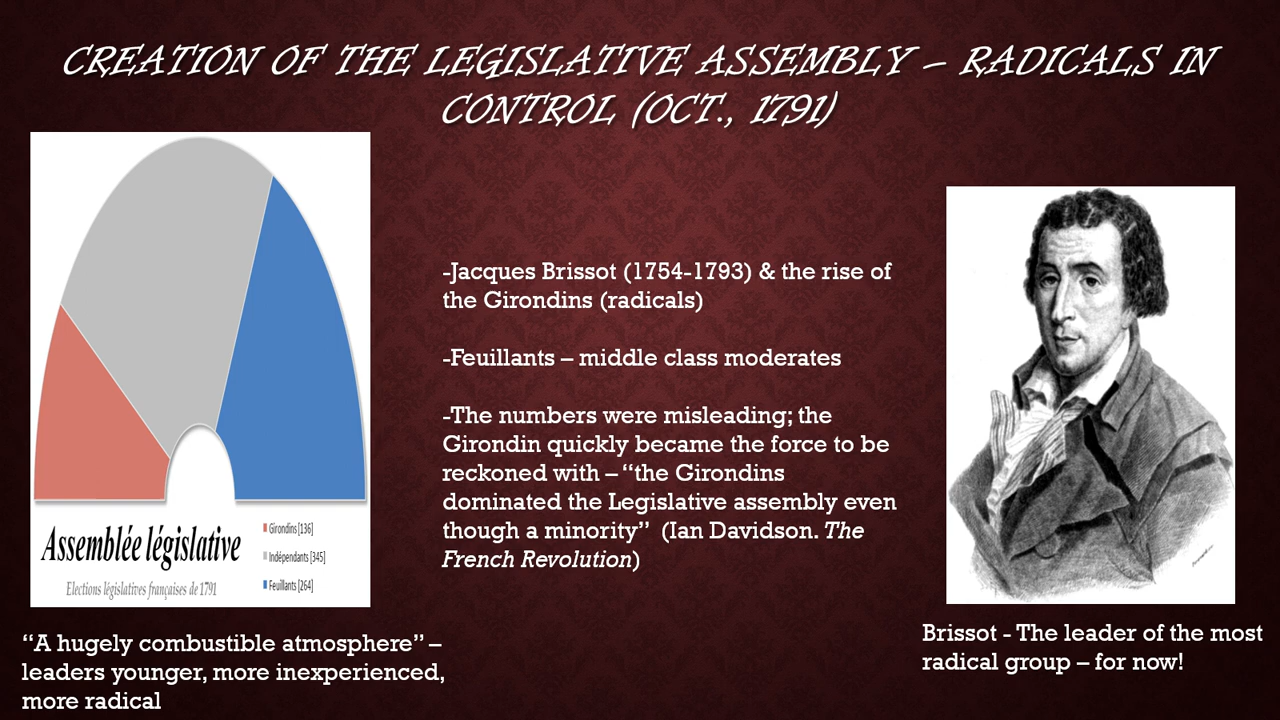 CREATION OF THE LEGISLATIVE ASSEMBLY – RADICALS IN
CONTROL (OCT., 1791)
-Jacques Brissot (1754-1793) & the rise of
the Girondins (radicals)
-Feuillants – middle class moderates
-The numbers were misleading; the
Girondin quickly became the force to be
reckoned with – “the Girondins
dominated the Legislative assembly even
though a minority”  (Ian Davidson. The
French Revolution)
Assemblée législative
Elections législatives françaises de 1791
Girondins [136]
Indépendants [345]
Feuillants [264]
“A hugely combustible atmosphere” –
leaders younger, more inexperienced,
more radical
Brissot - The leader of the most
radical group – for now!